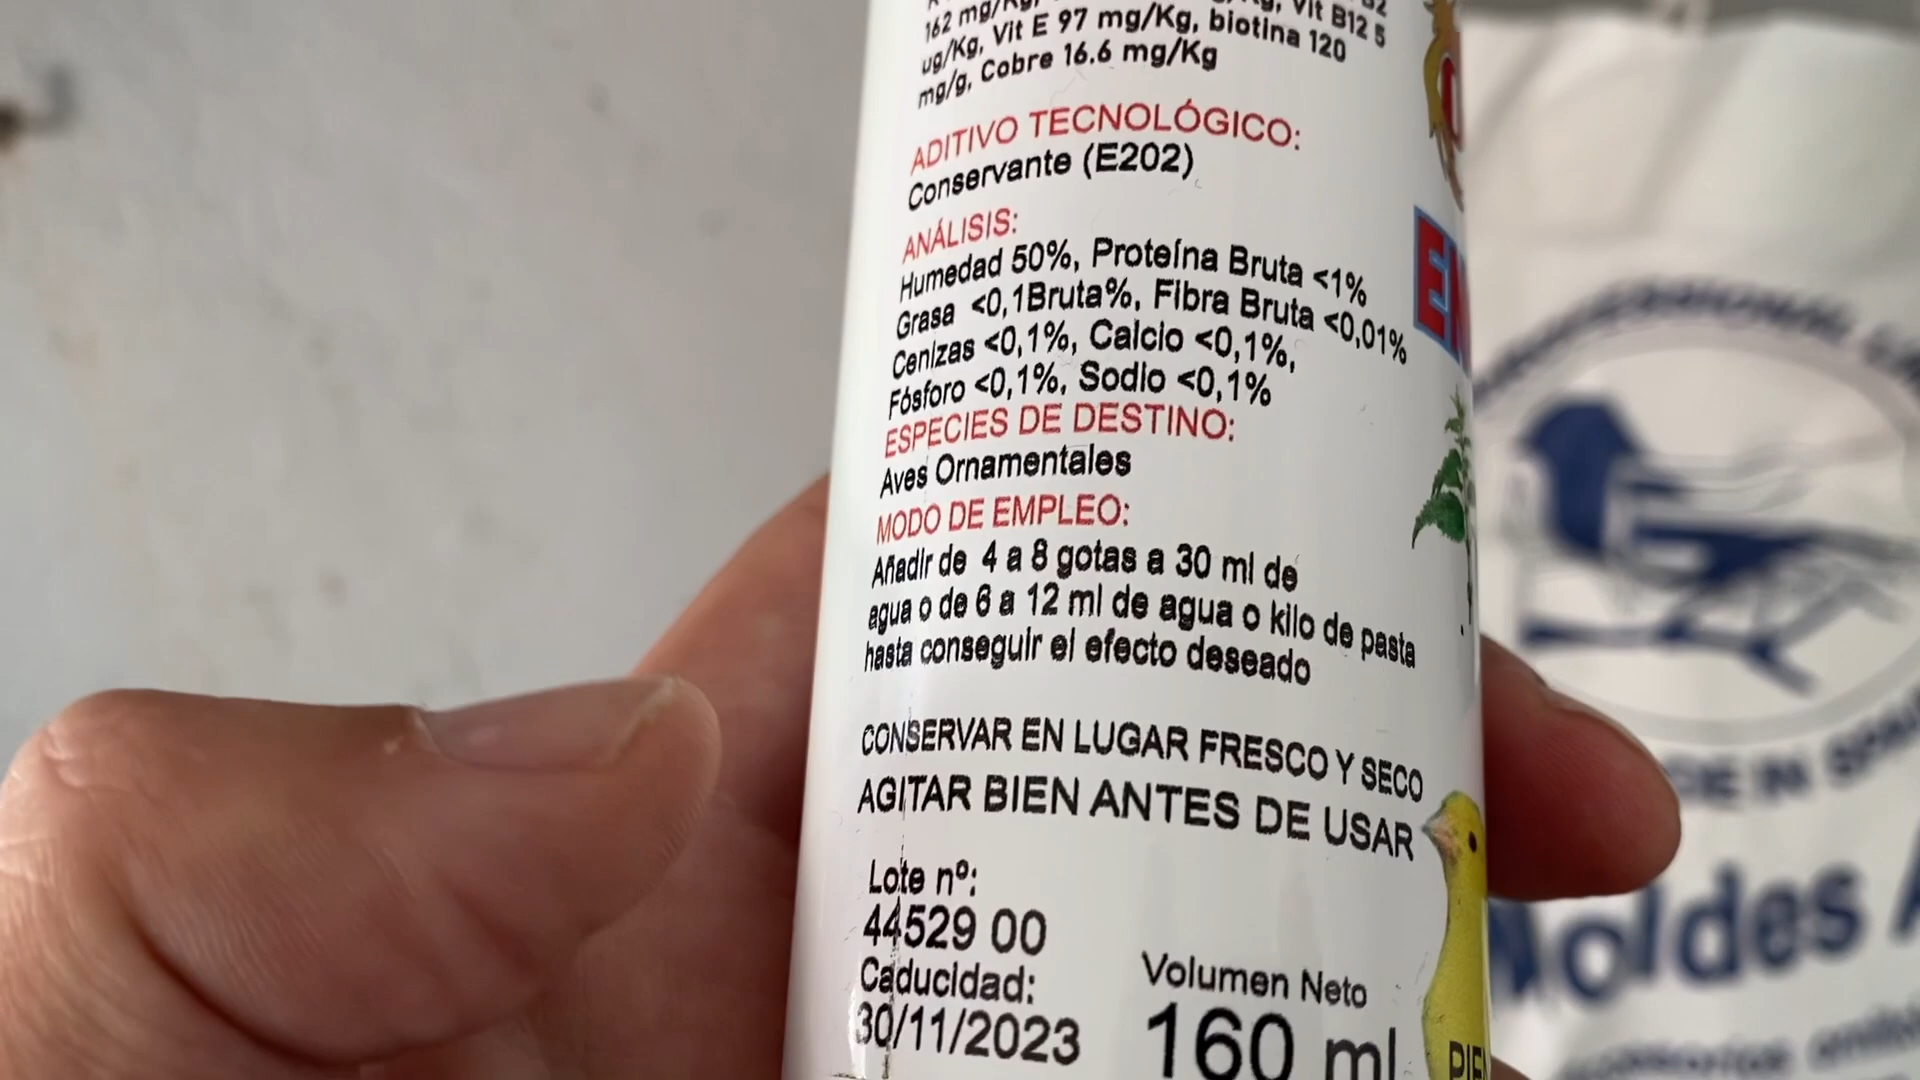 162 mg/Kg, Vit B12 5
ug/Kg, Vit E 97 mg/Kg, biotina 120
mg/g, Cobre 16.6 mg/Kg
ADITIVO TECNOLÓGICO:
Conservante (E202)
ANÁLISIS:
Humedad 50%, Proteína Bruta <1%
Grasa <0,1Bruta%, Fibra Bruta <0,01%
Cenizas <0,1%, Calcio <0,1%,
Fósforo <0,1%, Sodio <0,1%
ESPECIES DE DESTINO:
Aves Ornamentales
MODO DE EMPLEO:
Añadir de 4 a 8 gotas a 30 ml de
agua o de 6 a 12 ml de agua o kilo de pasta
hasta conseguir el efecto deseado
CONSERVAR EN LUGAR FRESCO Y SECO
AGITAR BIEN ANTES DE USAR
Lote nº:
44529 00
Caducidad:
30/11/2023
Volumen Neto
160 ml
Moldes